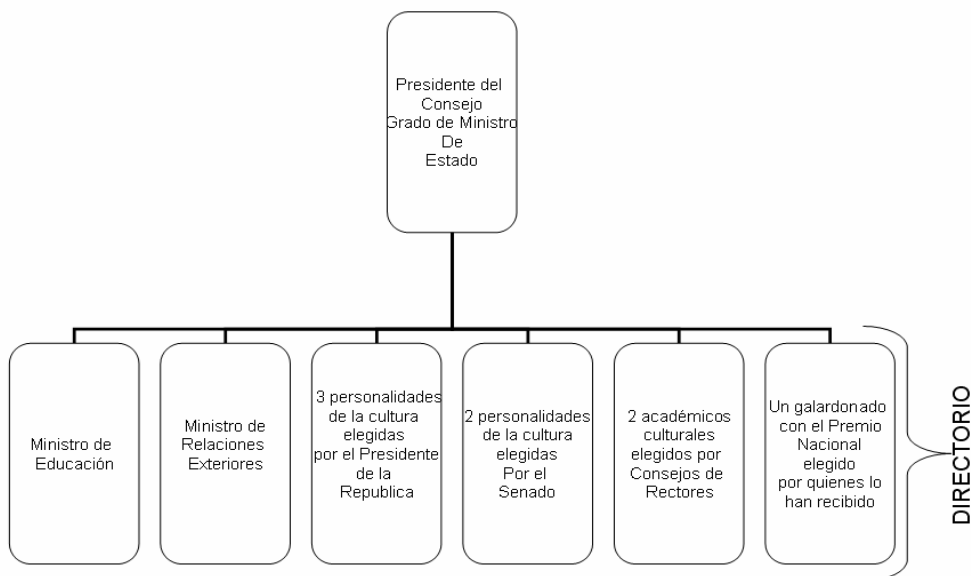 Presidente del
Consejo
Grado de Ministro
De
Estado
Ministro de
Educación
Ministro de
Relaciones
Exteriores
3 personalidades
de la cultura
elegidas
por el Presidente
de la
Republica
2 personalidades
de la cultura
elegidas
Por el
Senado
2 académicos
culturales
elegidos por
Consejos de
Rectores
Un galardonado
con el Premio
Nacional
elegido
por quienes lo
han recibido
DIRECTORIO